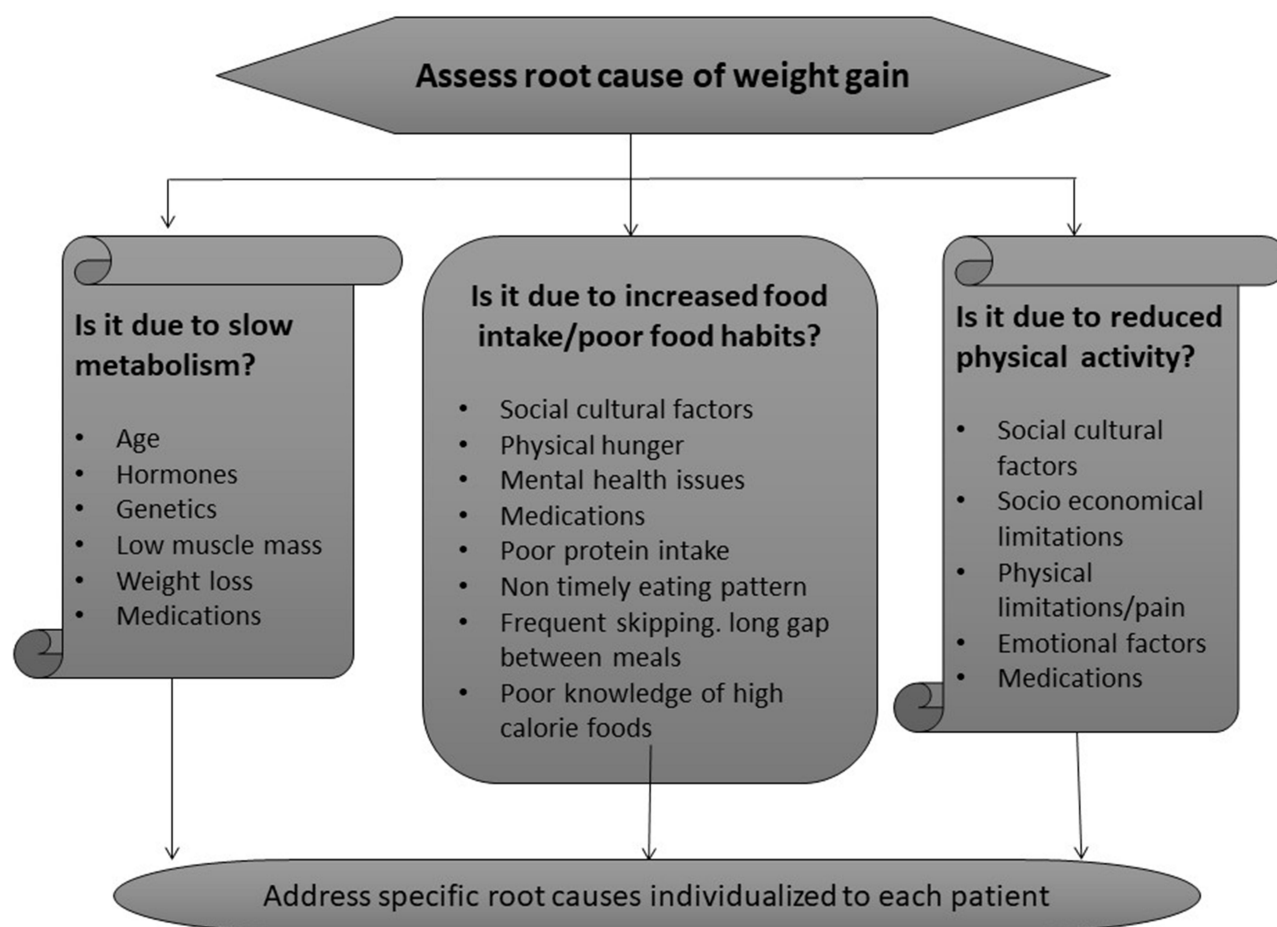 Assess root cause of weight gain
Is it due to slow
metabolism?
• Age
• Hormones
• Genetics
• Low muscle mass
• Weight loss
• Medications
Is it due to increased food
intake/poor food habits?
• Social cultural factors
• Physical hunger
• Mental health issues
• Medications
• Poor protein intake
• Non timely eating pattern
• Frequent skipping. long gap
between meals
• Poor knowledge of high
calorie foods
Is it due to reduced
physical activity?
• Social cultural
factors
• Socio economical
limitations
• Physical
limitations/pain
• Emotional factors
• Medications
Address specific root causes individualized to each patient